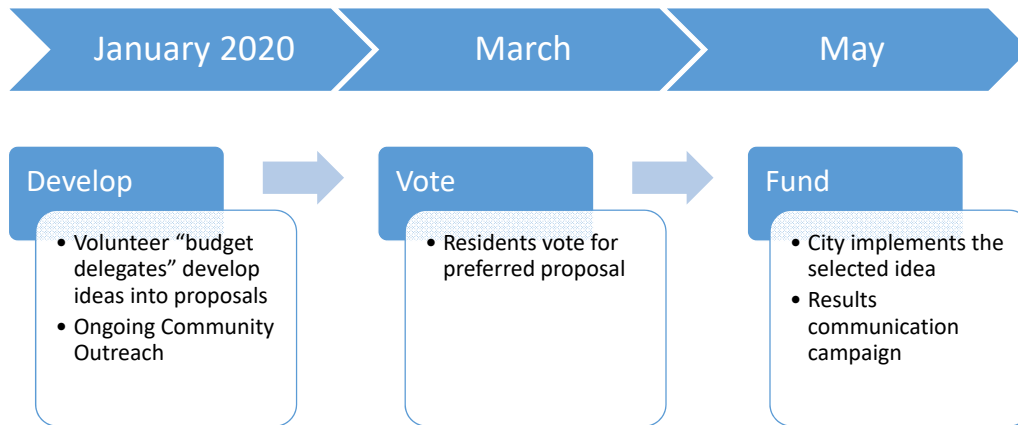 January 2020
March
May
Develop
• Volunteer “budget
delegates” develop
ideas into proposals
• Ongoing Community
Outreach
Vote
• Residents vote for
preferred proposal
Fund
• City implements the
selected idea
• Results
communication
campaign